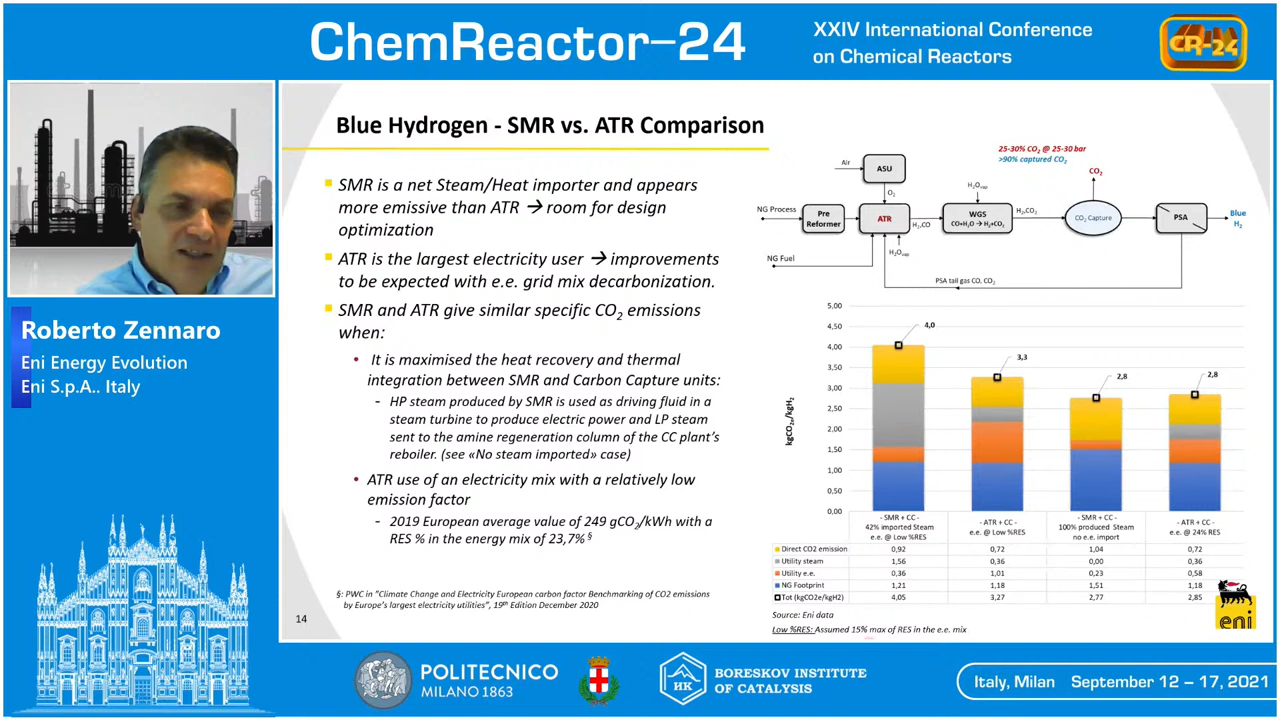 ChemReactor–24
XXIV International Conference
on Chemical Reactors
CR-24
Roberto Zennaro
Eni Energy Evolution
Eni S.p.A.. Italy
Blue Hydrogen - SMR vs. ATR Comparison
SMR is a net Steam/Heat importer and appears
more emissive than ATR → room for design
optimization
ATR is the largest electricity user → improvements
to be expected with e.e. grid mix decarbonization.
SMR and ATR give similar specific CO2 emissions
when:
• It is maximised the heat recovery and thermal
integration between SMR and Carbon Capture units:
- HP steam produced by SMR is used as driving fluid in a
steam turbine to produce electric power and LP steam
sent to the amine regeneration column of the CC plant's
reboiler. (see «No steam imported» case)
• ATR use of an electricity mix with a relatively low
emission factor
- 2019 European average value of 249 gCO2/kWh with a
RES % in the energy mix of 23,7% §
§: PWC in "Climate Change and Electricity European carbon factor Benchmarking of CO2 emissions
by Europe's largest electricity utilities", 19th Edition December 2020
14
25-30% CO2 @ 25-30 bar
>90% captured CO2
Air
ASU
O2
H2Ovap
CO2
NG Process
Pre
Reformer
ATR
H2,CO
WGS
CO+H2O → H2+CO2
H2,CO2
CO2 Capture
PSA
Blue
H2
NG Fuel
H2Ovap
PSA tail gas CO, CO2
kgCO2e/kgH2
5,00
4,50
4,00
3,50
3,00
2,50
2,00
1,50
1,00
0,50
0,00
4,0
3,3
2,8
2,8
- SMR + CC -
42% imported Steam
e.e. @ Low %RES
- ATR + CC -
e.e. @ Low %RES
- SMR + CC -
100% produced Steam
no e.e. import
- ATR + CC -
e.e. @ 24% RES
Direct CO2 emission 0,92 0,72 1,04 0,72
Utility steam 1,56 0,36 0,00 0,36
Utility e.e. 0,36 1,01 0,23 0,58
NG Footprint 1,21 1,18 1,51 1,18
Tot (kgCO2e/kgH2) 4,05 3,27 2,77 2,85
Source: Eni data
Low %RES: Assumed 15% max of RES in the e.e. mix
eni
POLITECNICO
MILANO 1863
НК
BORESKOV INSTITUTE
OF CATALYSIS
Italy, Milan September 12 – 17, 2021